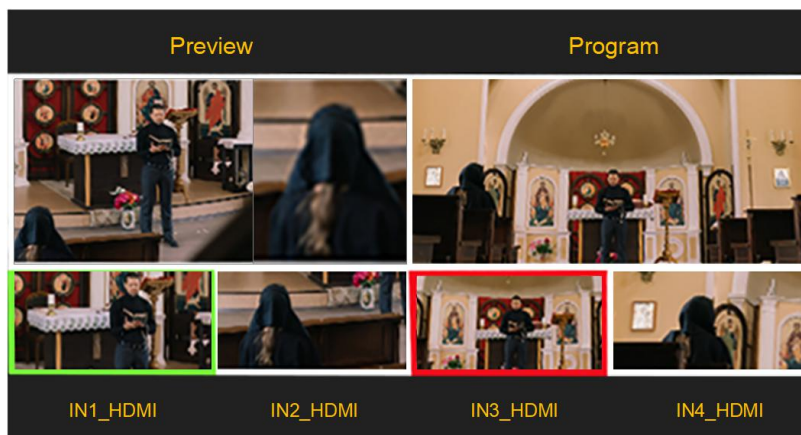 Preview
Program
IN1_HDMI
IN2_HDMI
IN3_HDMI
IN4_HDMI